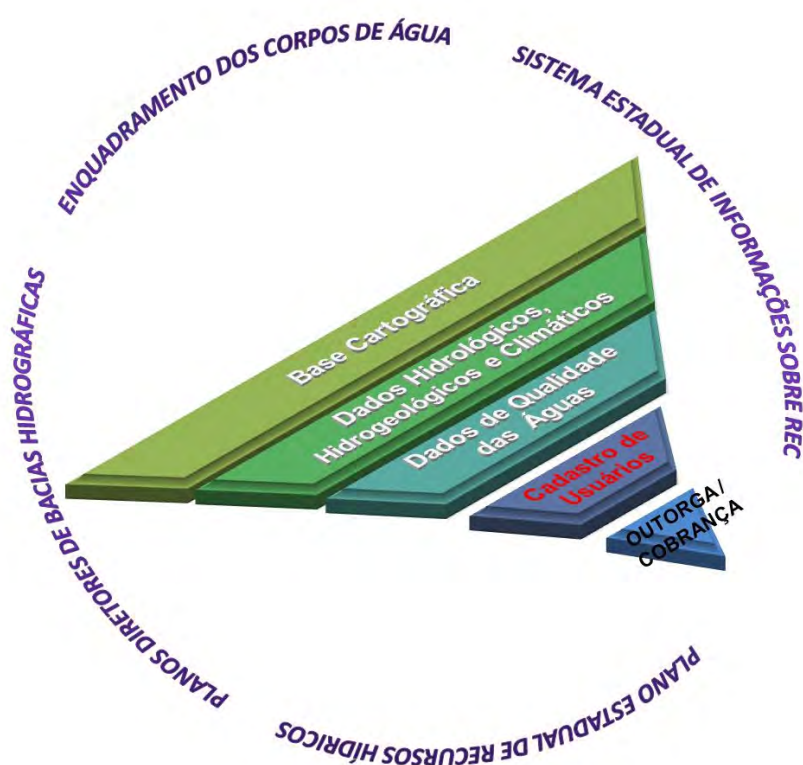 ENQUADRAMENTO DOS CORPOS DE ÁGUA
SISTEMA ESTADUAL DE INFORMAÇÕES SOBRE REC
Base Cartográfica
Dados Hidrológicos,
Hidrogeológicos e Climáticos
Dados de Qualidade
das Águas
Cadastro de
Usuários
OUTORGA/
COBRANÇA
PLANOS DIRETORES DE BACIAS HIDROGRÁFICAS
PLANO ESTADUAL DE RECURSOS HÍDRICOS